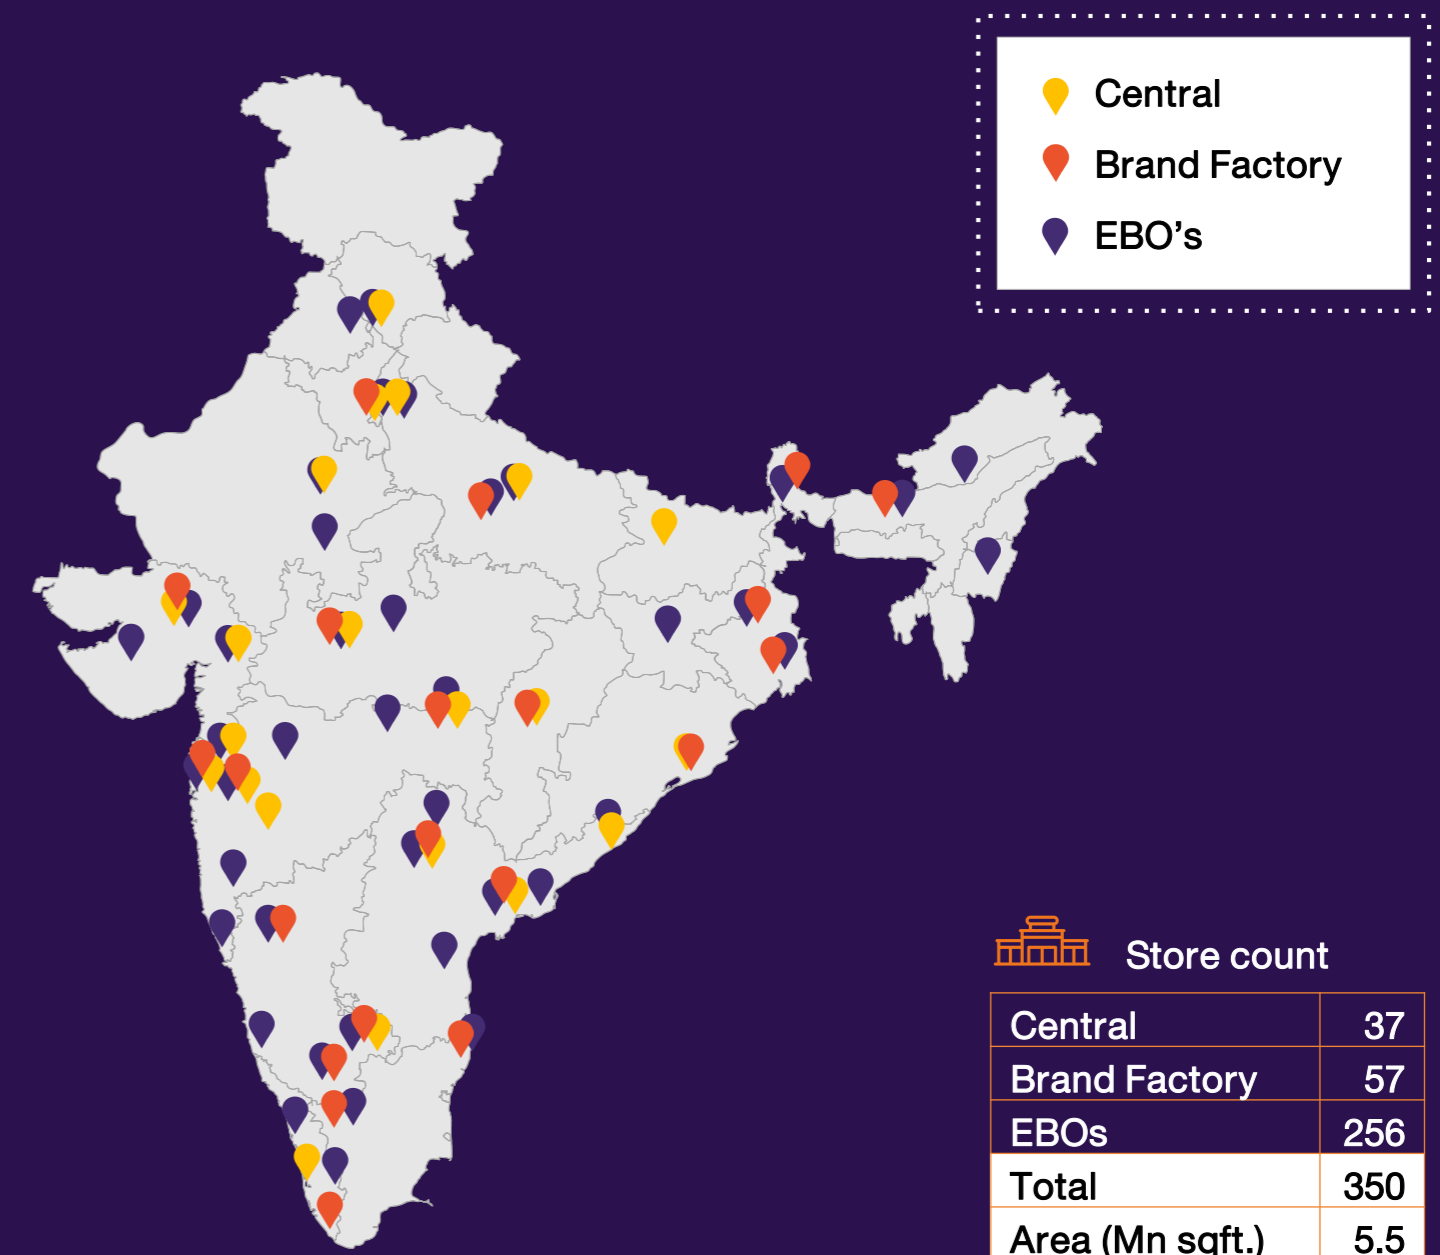 Central
Brand Factory
EBO’s
Store count
Central 37
Brand Factory 57
EBOs 256
Total 350
Area (Mn sqft.) 5.5